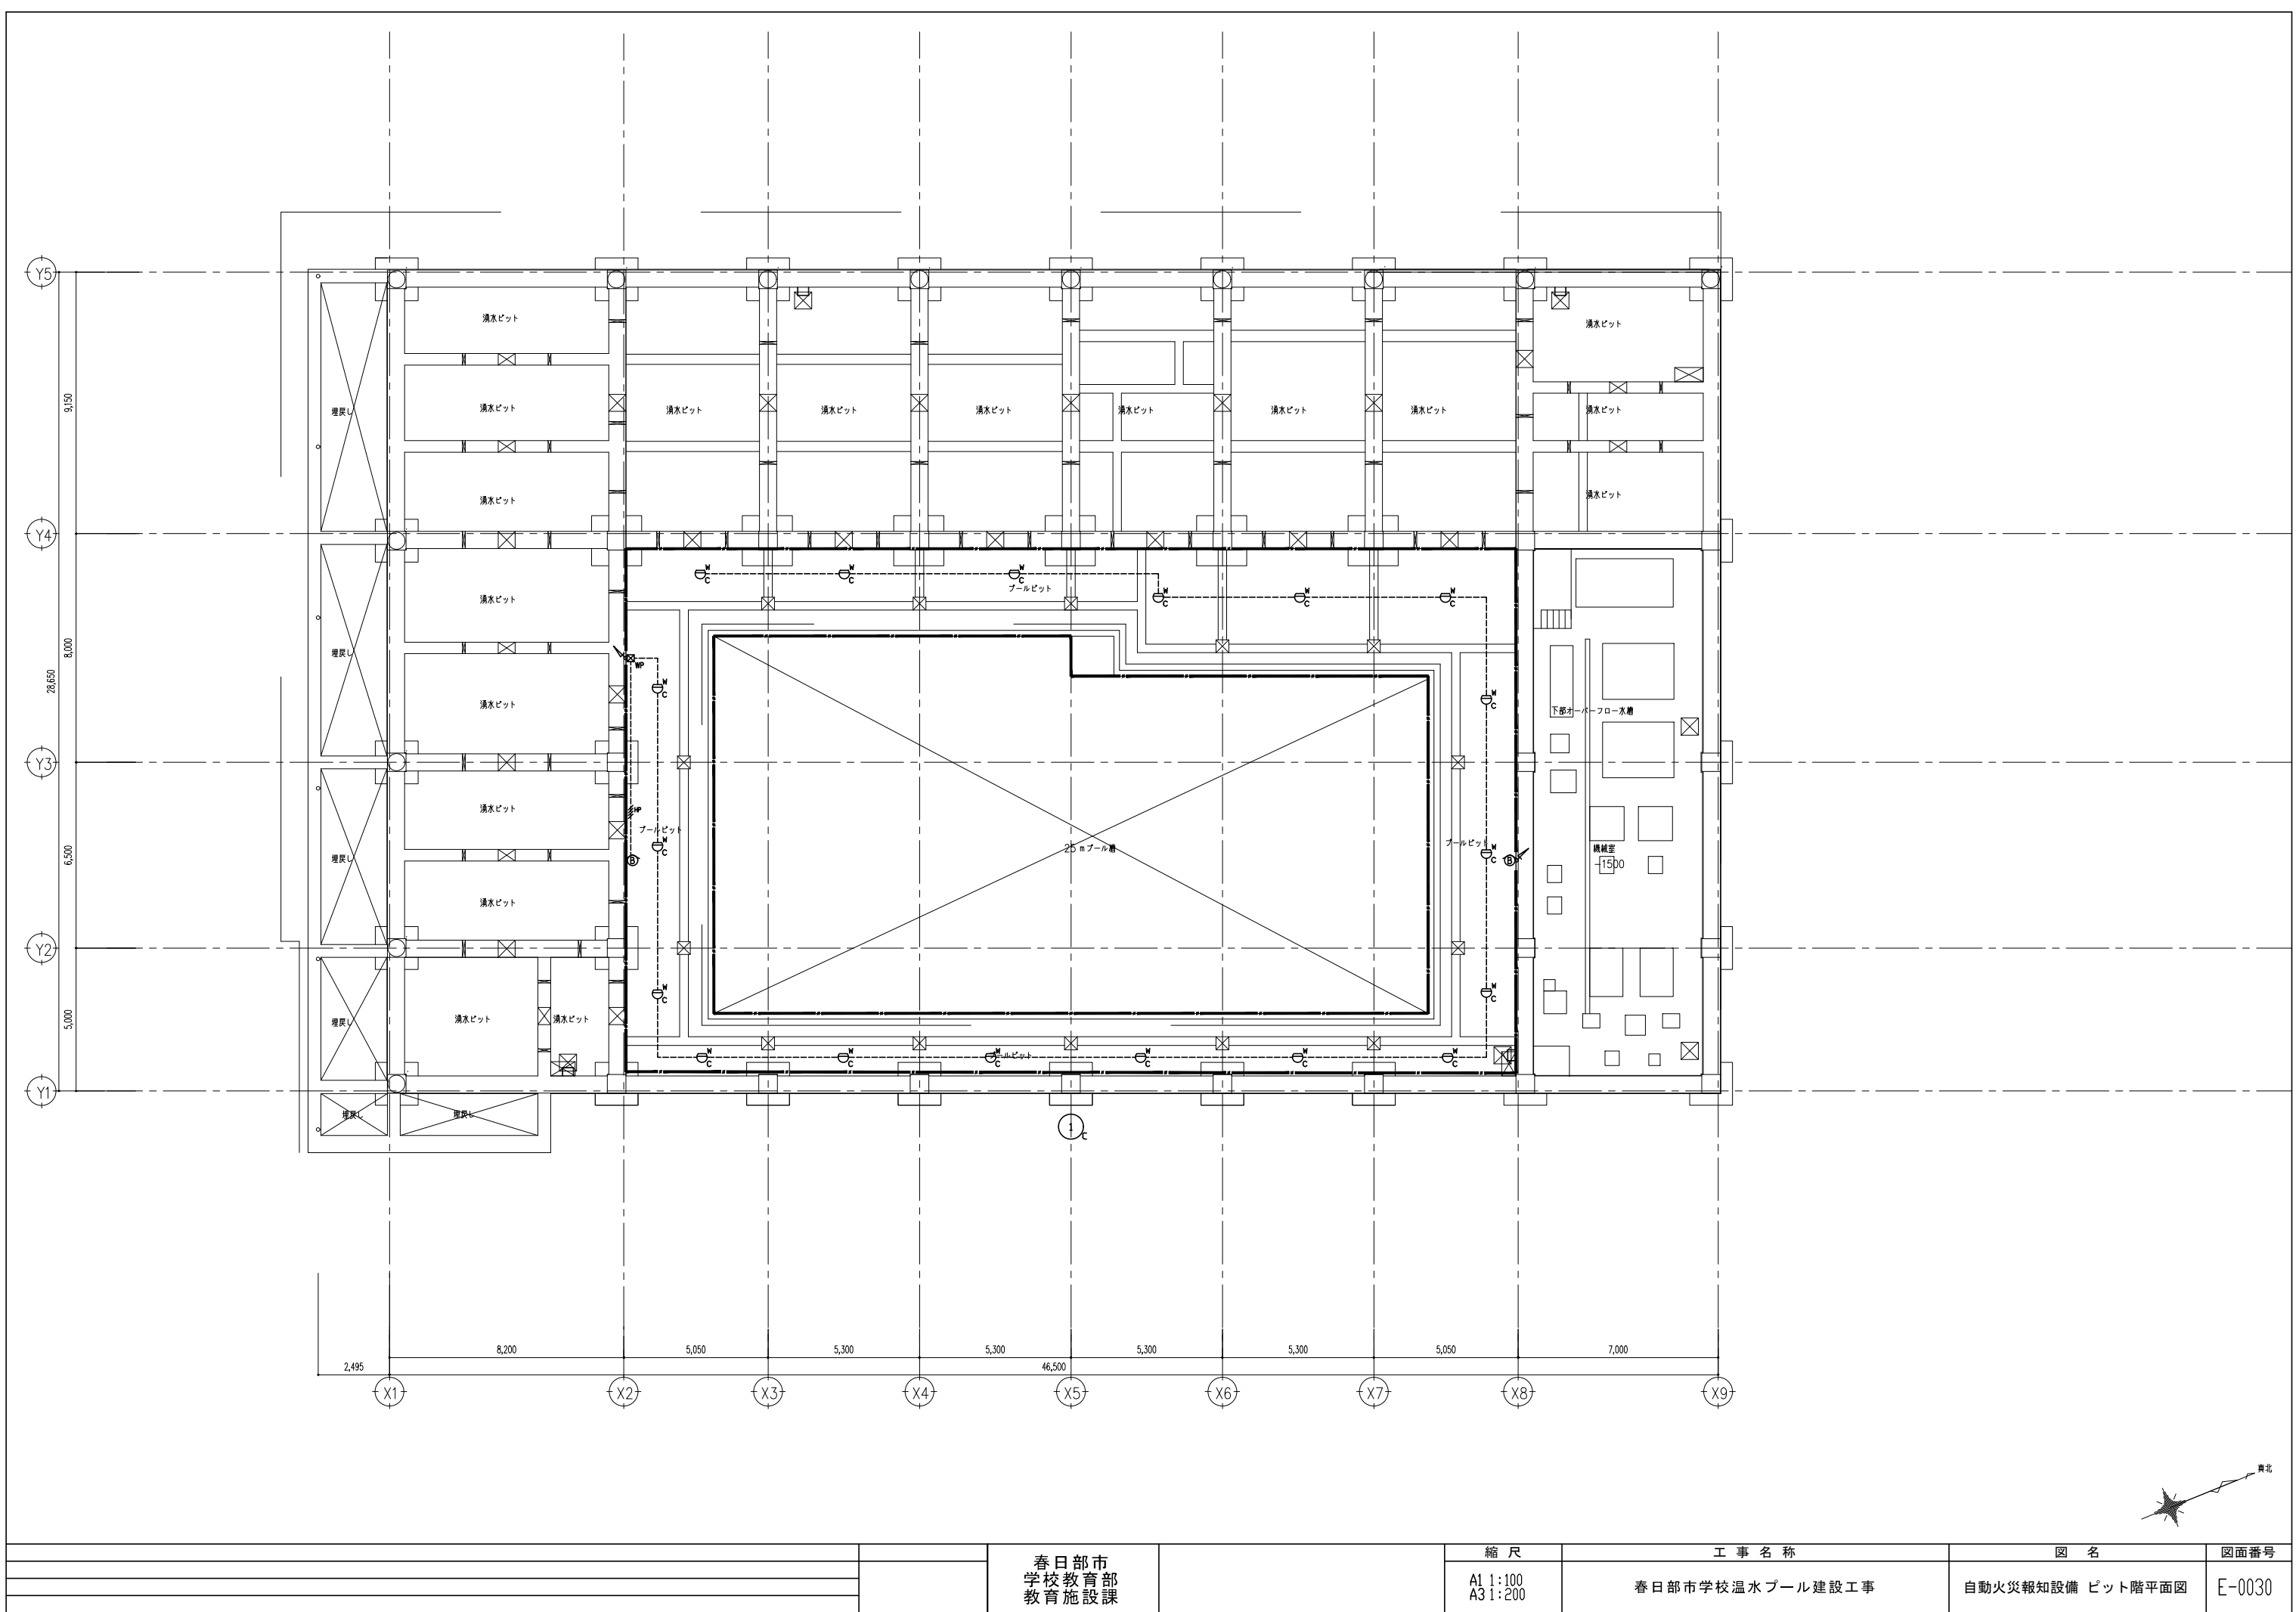 Y5
湧水ピット
湧水ピット
埋戻し
湧水ピット
湧水ピット
湧水ピット
湧水ピット
湧水ピット
湧水ピット
湧水ピット
湧水ピット
9,150
湧水ピット
湧水ピット
Y4
W
C
W
C
W
C
プールピット
W
C
W
C
W
C
湧水ピット
埋戻し
8,000
28,650
WP
W
C
W
C
湧水ピット
下部オーバーフロー水槽
Y3
湧水ピット
HP
プールピット
W
C
B
25mプール槽
プールピット
W
C
B
機械室
-1500
埋戻し
6,500
湧水ピット
Y2
W
C
W
C
湧水ピット
湧水ピット
埋戻し
5,000
W
C
W
C
W
C
プールピット
W
C
W
C
W
C
Y1
埋戻し
埋戻し
1
C
8,200
5,050
5,300
5,300
5,300
5,300
5,050
7,000
2,495
46,500
X1
X2
X3
X4
X5
X6
X7
X8
X9
真北
春日部市
学校教育部
教育施設課
縮 尺
A1 1:100
A3 1:200
工 事 名 称
春日部市学校温水プール建設工事
図 名
自動火災報知設備 ピット階平面図
図面番号
E-0030